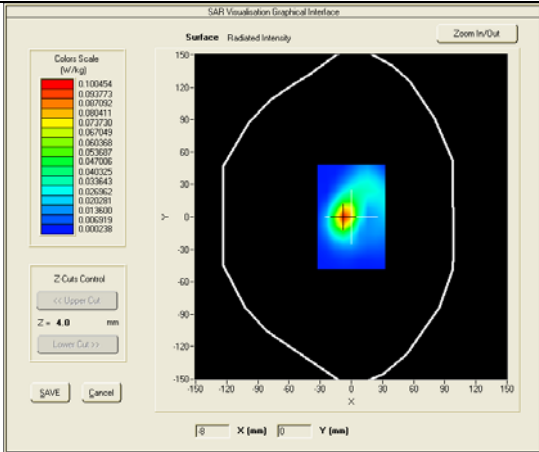 SAR Visualisation Graphical Interface
Surface Radiated Intensity
Zoom In/Out
Colors Scale
(W/kg)
0.100454
0.093773
0.087092
0.080411
0.073730
0.067049
0.060368
0.053687
0.047006
0.040325
0.033643
0.026962
0.020281
0.013600
0.006919
0.000238
150
120
90
60
30
0
-30
-60
-90
-120
-150
Y
-150 -120 -90 -60 -30 0 30 60 90 120 150
X
Z-Cuts Control
<< Upper Cut
Z = 4.0 mm
Lower Cut >>
SAVE Cancel
-8 X (mm) 0 Y (mm)